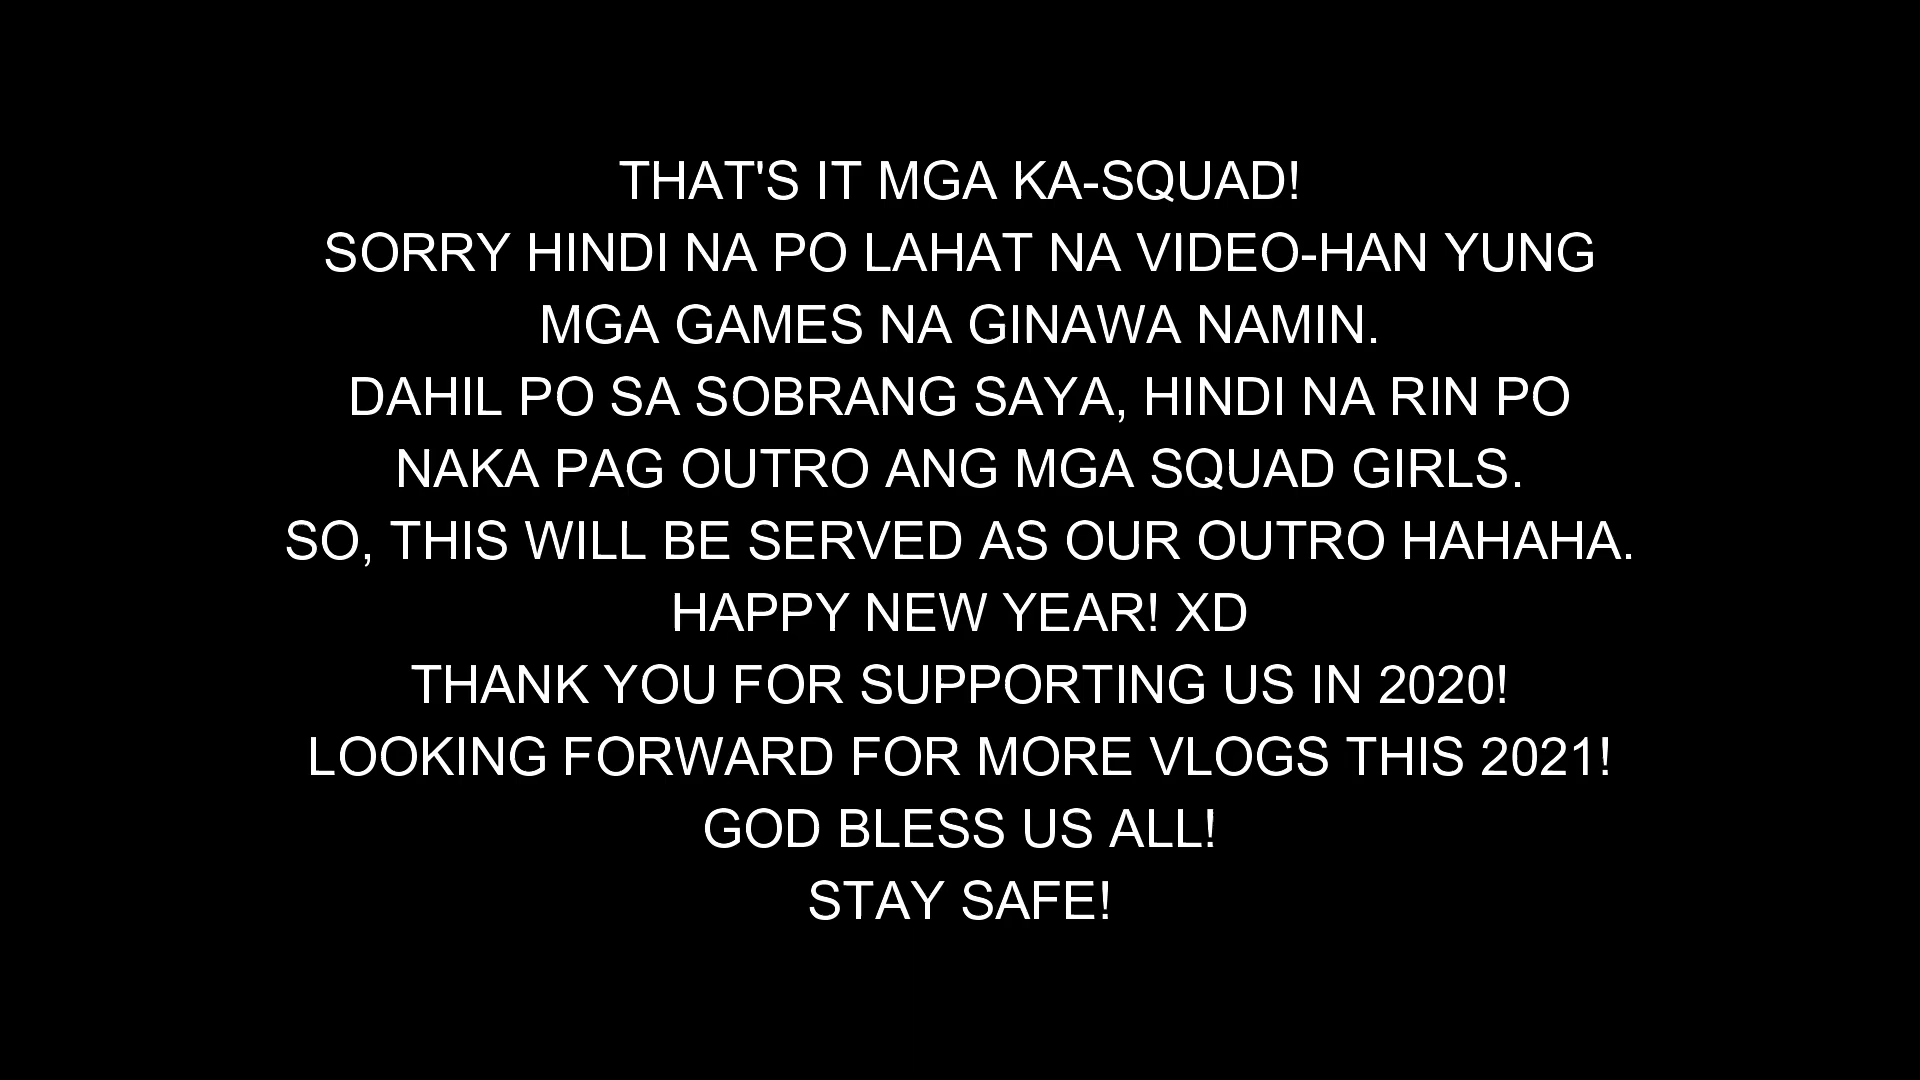 THAT'S IT MGA KA-SQUAD!
SORRY HINDI NA PO LAHAT NA VIDEO-HAN YUNG
MGA GAMES NA GINAWA NAMIN.
DAHIL PO SA SOBRANG SAYA, HINDI NA RIN PO
NAKA PAG OUTRO ANG MGA SQUAD GIRLS.
SO, THIS WILL BE SERVED AS OUR OUTRO HAHAHA.
HAPPY NEW YEAR! XD
THANK YOU FOR SUPPORTING US IN 2020!
LOOKING FORWARD FOR MORE VLOGS THIS 2021!
GOD BLESS US ALL!
STAY SAFE!